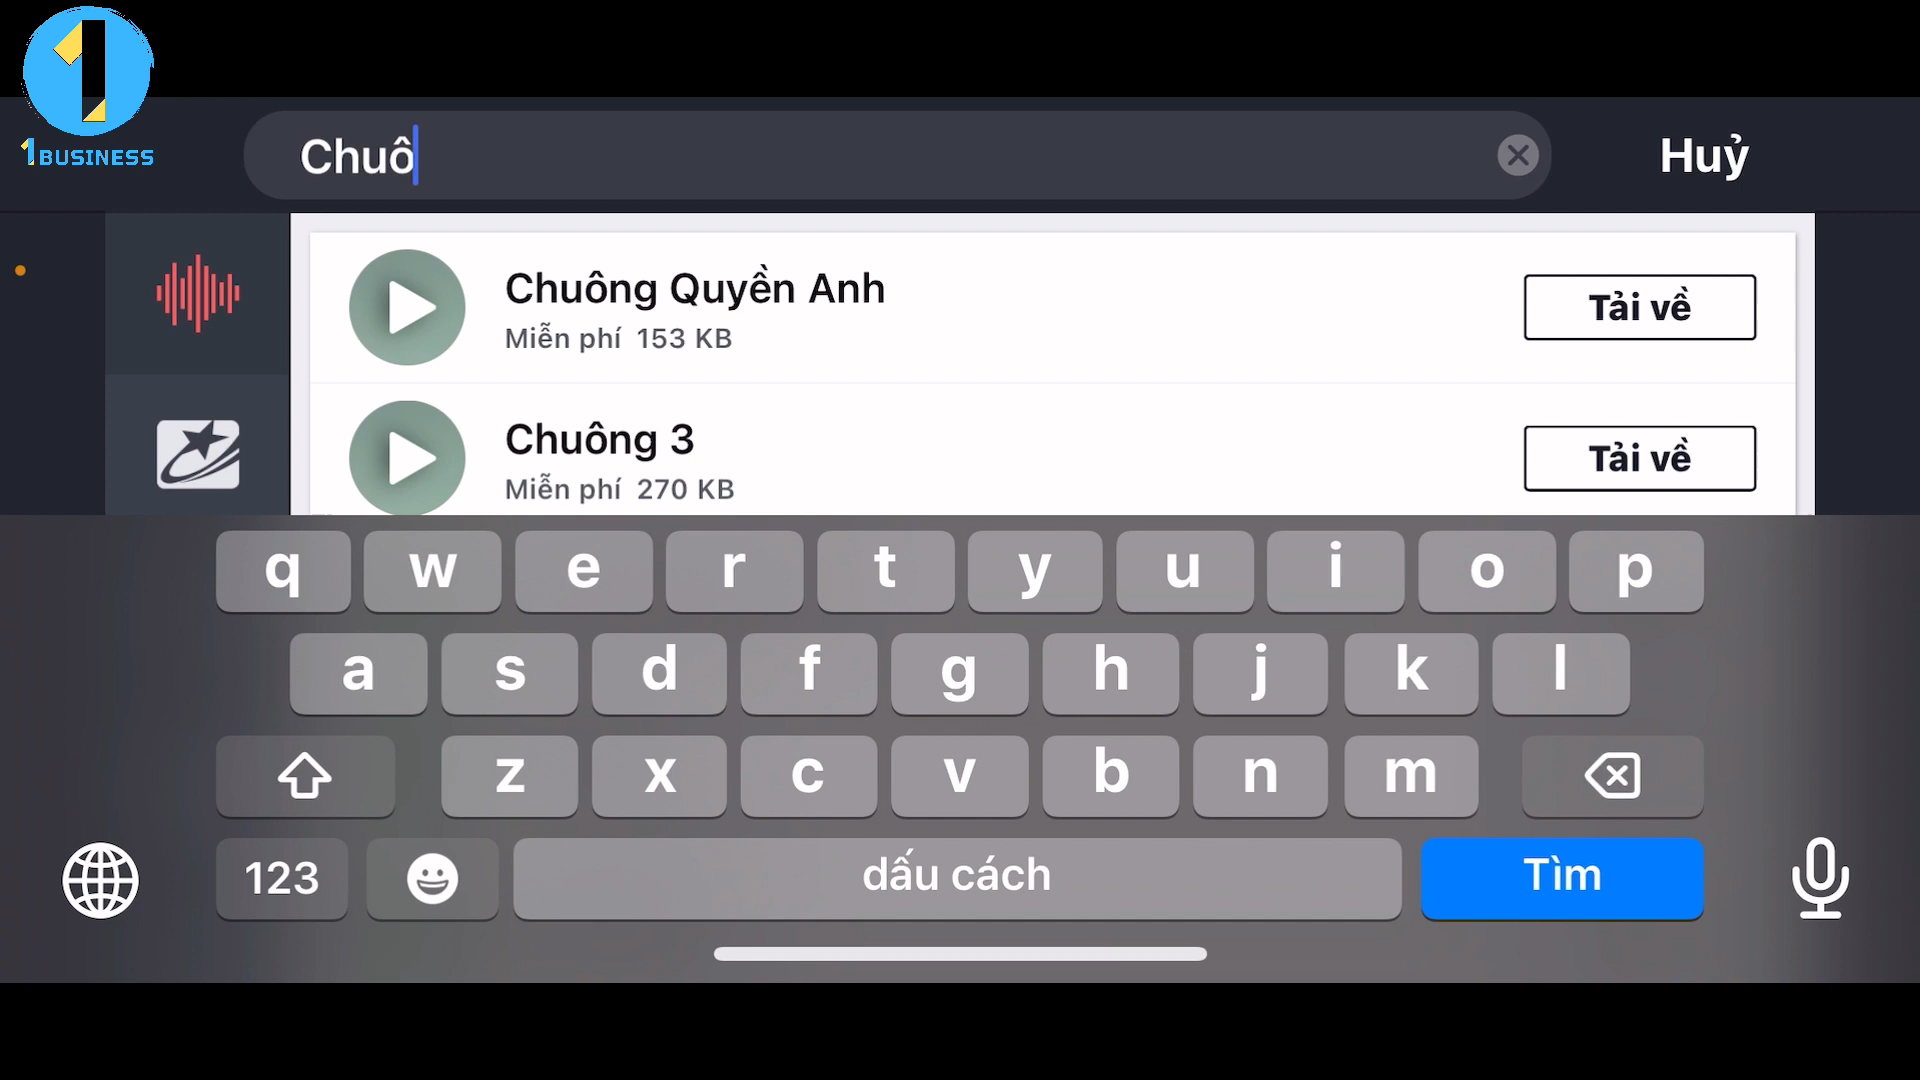 1
1BUSINESS
Chuô
Huỷ
Chuông Quyền Anh
Miễn phí 153 KB
Tải về
Chuông 3
Miễn phí 270 KB
Tải về
q w e r t y u i o p
a s d f g h j k l
z x c v b n m
123
dấu cách
Tìm